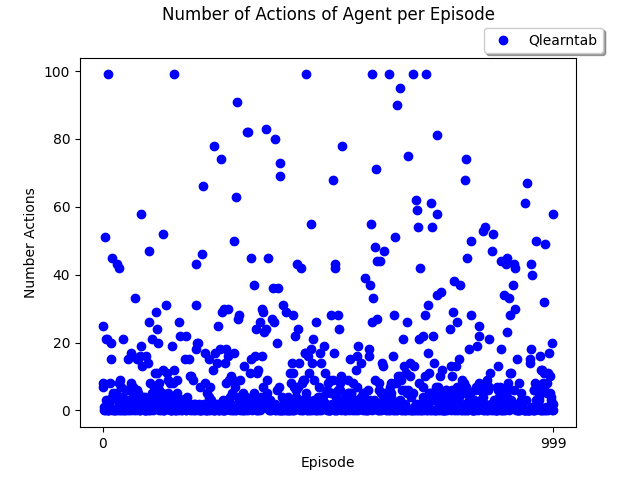 Number of Actions of Agent per Episode
Qlearntab
100
80
60
40
20
0
Number Actions
0 999
Episode